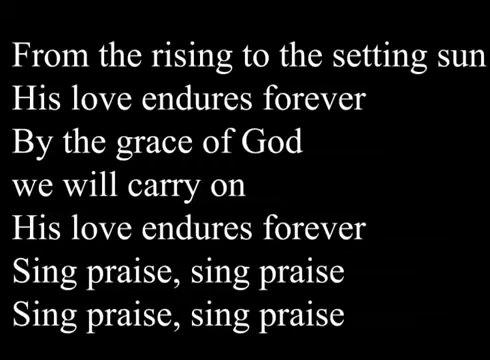 From the rising to the setting sun
His love endures forever
By the grace of God
we will carry on
His love endures forever
Sing praise, sing praise
Sing praise, sing praise